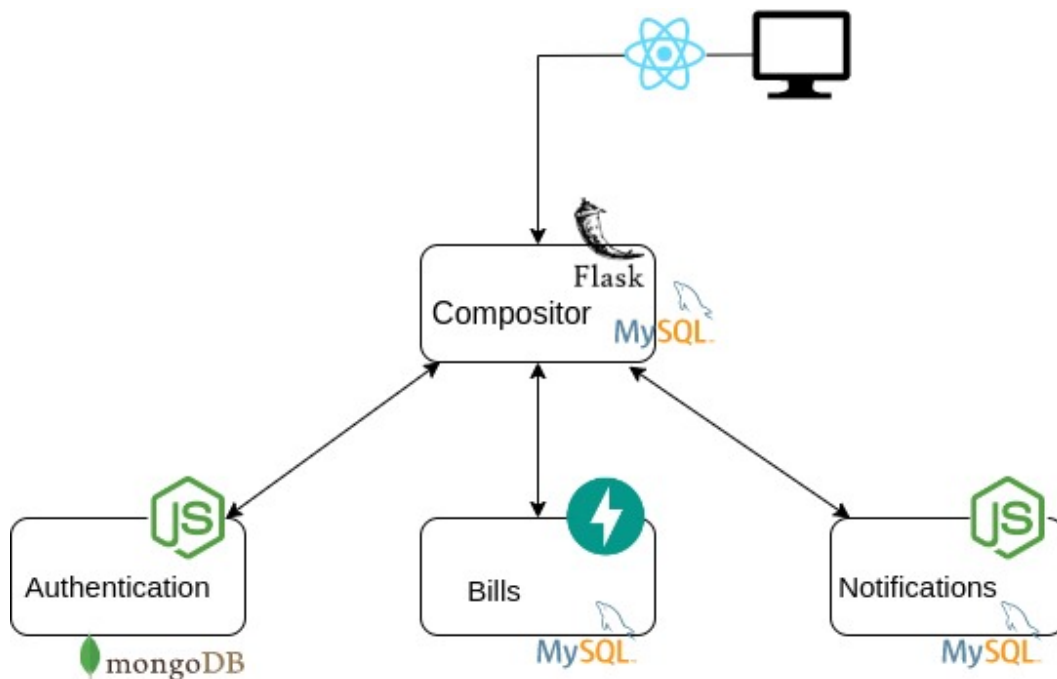 Flask
Compositor
MySQL
JS
JS
Authentication
Bills
Notifications
mongoDB
MySQL
MySQL